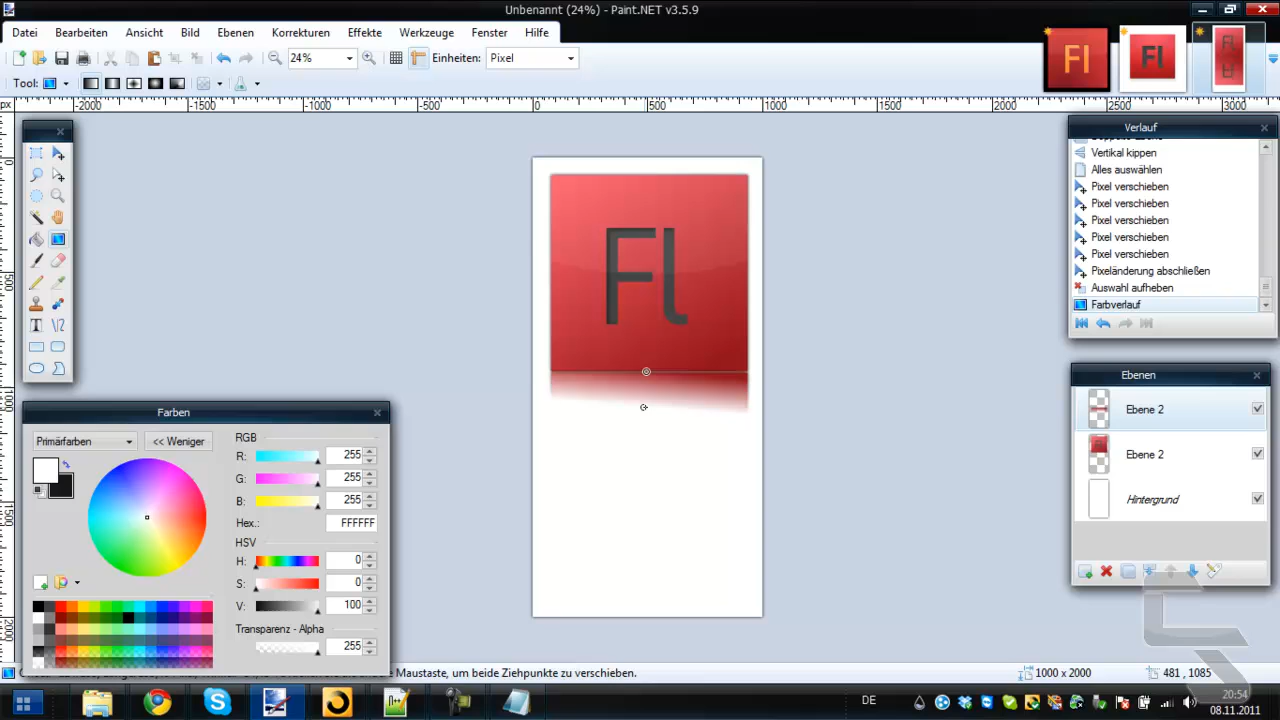 Unbenannt (24%) - Paint.NET v3.5.9
Datei Bearbeiten Ansicht Bild Ebenen Korrekturen Effekte Werkzeuge Fenster Hilfe
24% Einheiten: Pixel
Tool:
px -2000 -1500 -1000 -500 0 500 1000 1500 2000 2500 3000
Fl
Fl
Verlauf
Vertikal kippen
Alles auswählen
Pixel verschieben
Pixel verschieben
Pixel verschieben
Pixel verschieben
Pixel verschieben
Pixeländerung abschließen
Auswahl aufheben
Farbverlauf
Fl
Ebenen
Ebene 2
Ebene 2
Hintergrund
Farben
Primärfarben << Weniger
RGB
R: 255
G: 255
B: 255
Hex.: FFFFFF
HSV
H: 0
S: 0
V: 100
Transparenz - Alpha
255
Maustaste, um beide Ziehpunkte zu verschieben.
1000 x 2000
481 , 1085
DE
20:54
08.11.2011